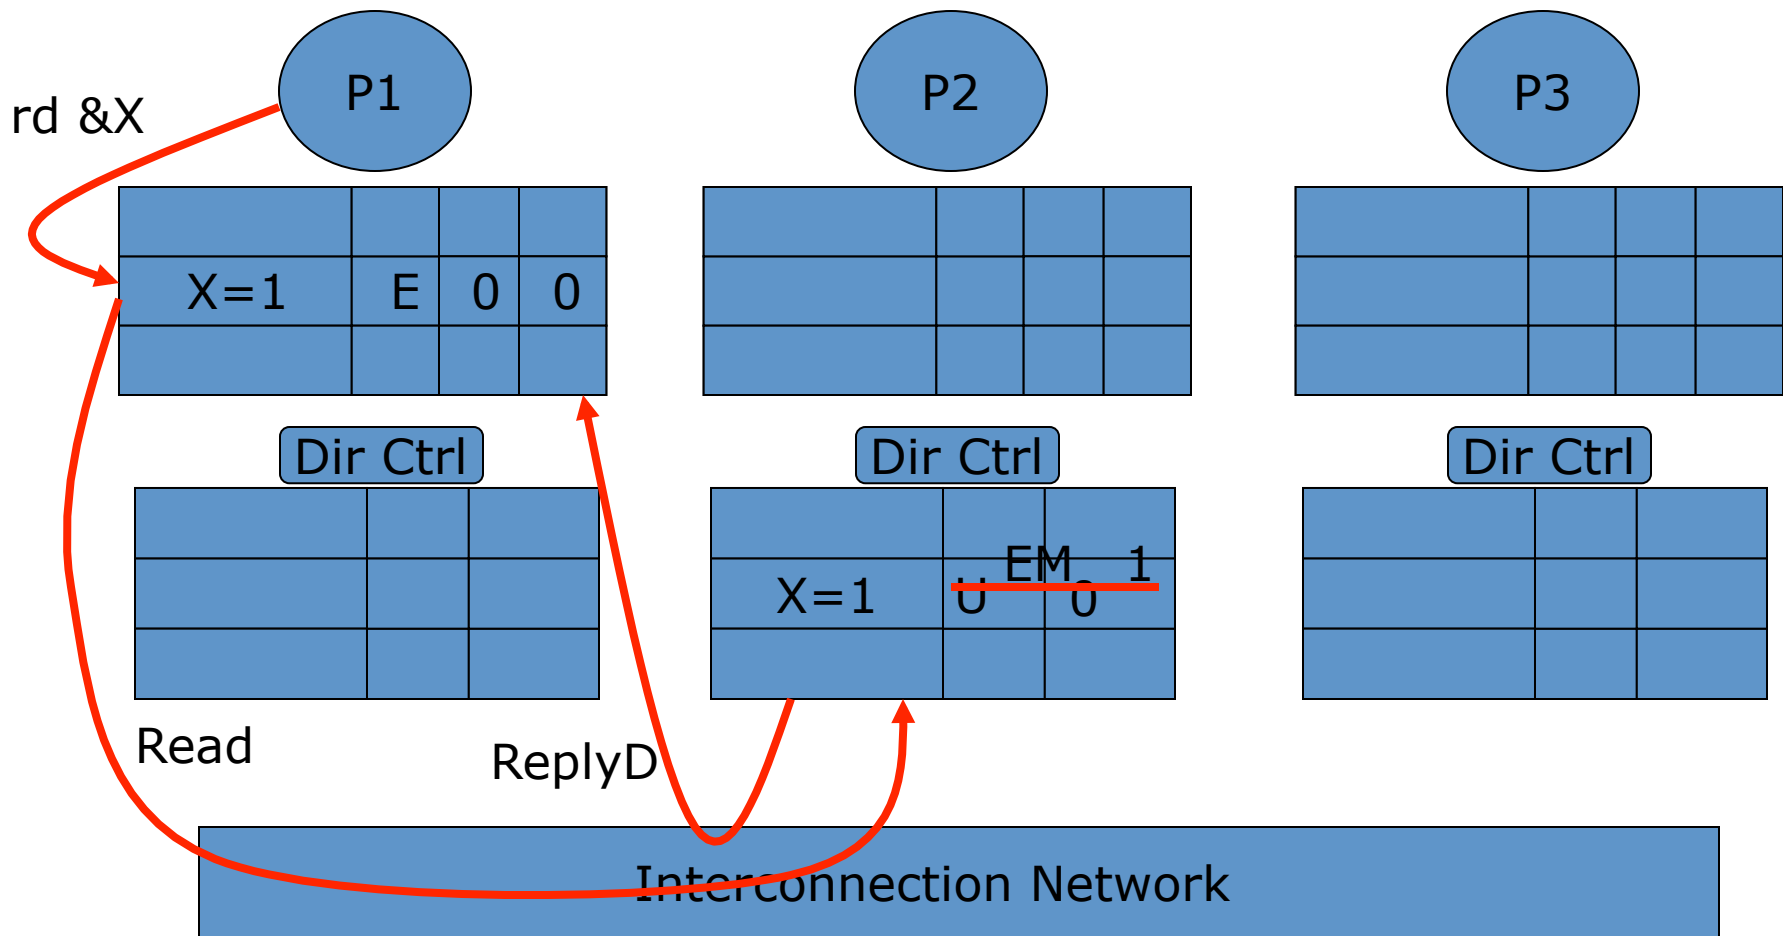 P1 P2 P3
rd &X
X=1 E 0 0
Dir Ctrl Dir Ctrl Dir Ctrl
EM 1
X=1 U 0
Read
ReplyD
Interconnection Network